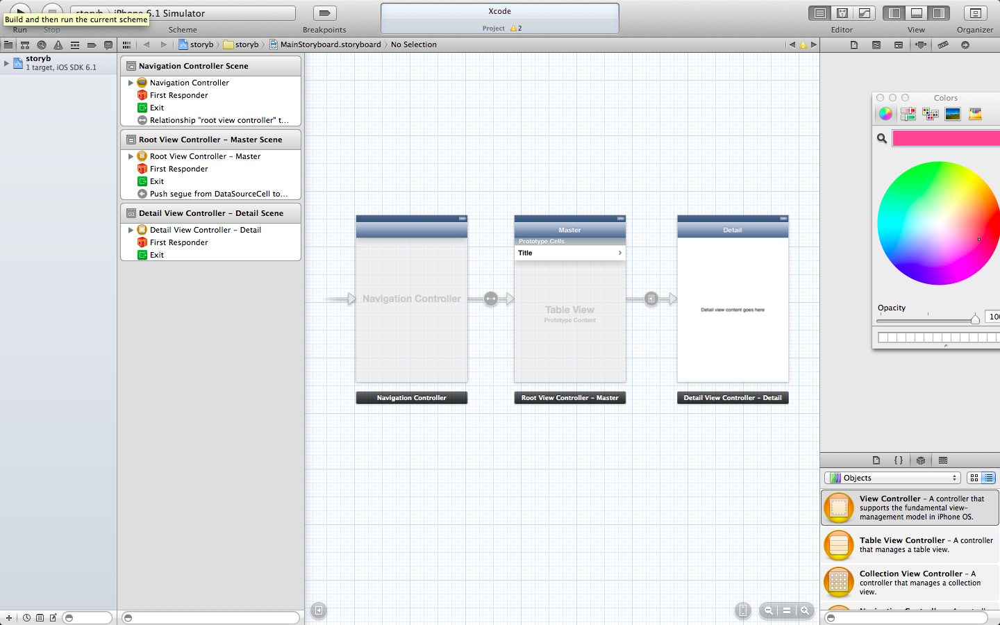 storyb
iPhone 6.1 Simulator
Build and then run the current scheme
Run
Stop
Scheme
Breakpoints
Xcode
Project
2
Editor
View
Organizer
storyb
storyb
MainStoryboard.storyboard
No Selection
storyb
1 target, iOS SDK 6.1
Navigation Controller Scene
Navigation Controller
First Responder
Exit
Relationship "root view controller" t...
Root View Controller – Master Scene
Root View Controller – Master
First Responder
Exit
Push segue from DataSourceCell to...
Detail View Controller – Detail Scene
Detail View Controller – Detail
First Responder
Exit
Navigation Controller
Navigation Controller
Master
Prototype Cells
Title
Table View
Prototype Content
Root View Controller – Master
Detail
Detail view content goes here
Detail View Controller – Detail
Colors
Opacity
100
Objects
View Controller – A controller that
supports the fundamental view-
management model in iPhone OS.
Table View Controller – A controller
that manages a table view.
Collection View Controller – A
controller that manages a collection
view.